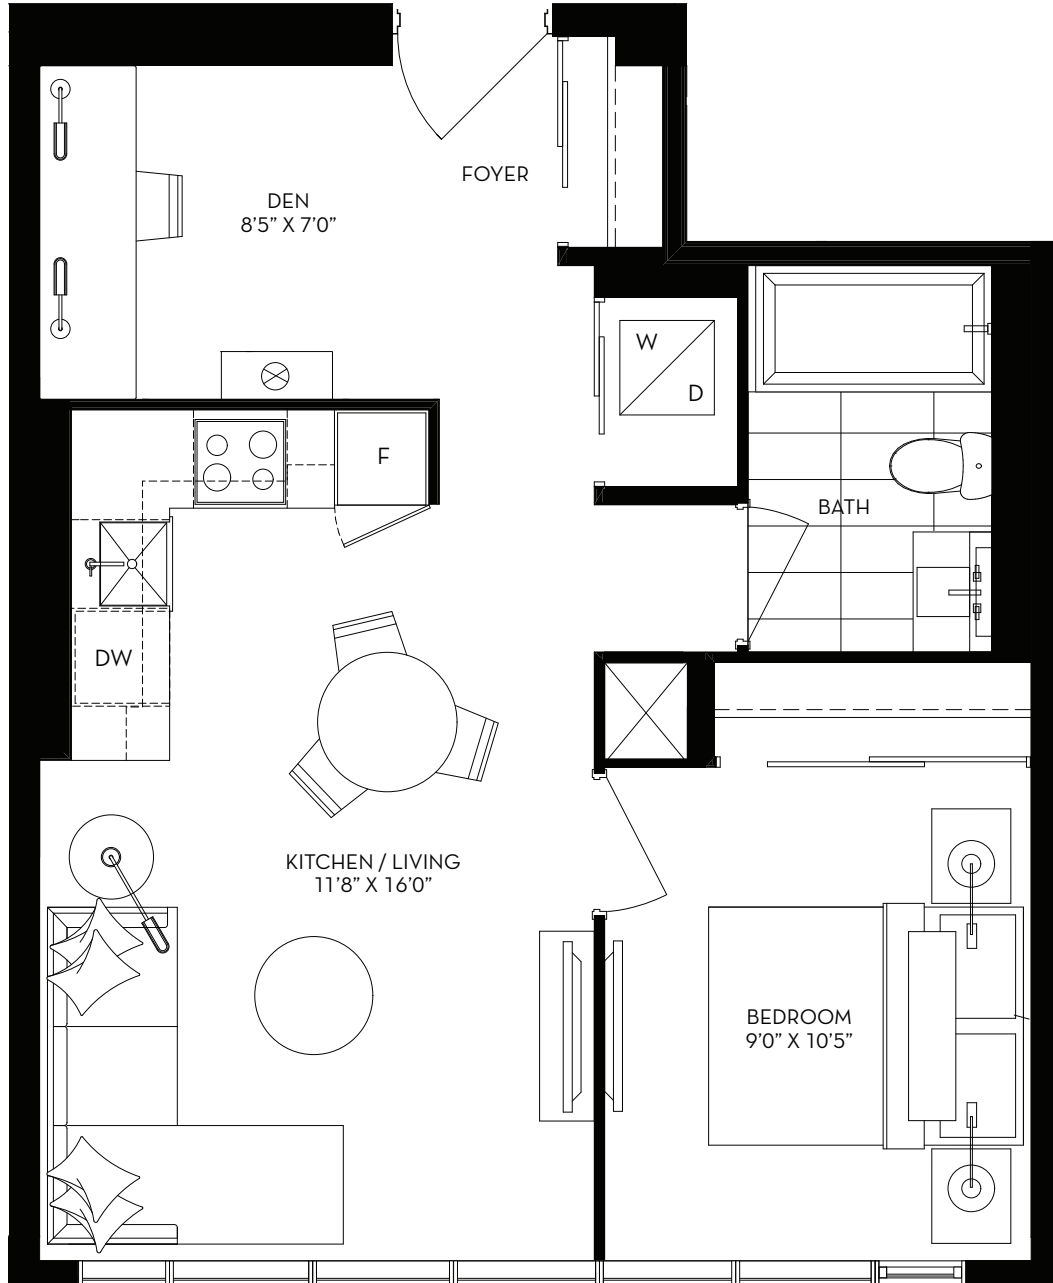 FOYER
DEN
8’5” X 7’0”
W
D
F
BATH
DW
KITCHEN / LIVING
11’8” X 16’0”
BEDROOM
9’0” X 10’5”